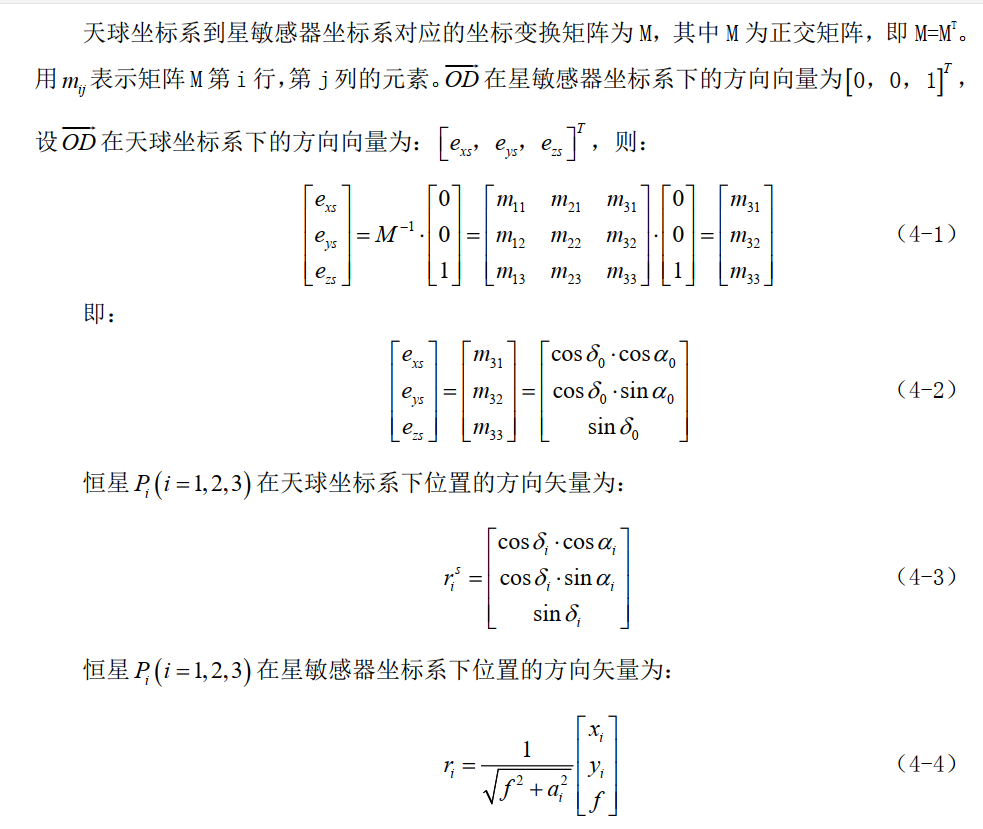 天球坐标系到星敏感器坐标系对应的坐标变换矩阵为 M，其中 M 为正交矩阵，即 M=Mᵀ。
用 m_{ij} 表示矩阵 M 第 i 行，第 j 列的元素。\overrightarrow{OD} 在星敏感器坐标系下的方向向量为[0，0，1]^T，
设 \overrightarrow{OD} 在天球坐标系下的方向向量为：[e_{xs}，e_{ys}，e_{zs}]^T，则：
\begin{bmatrix} e_{xs} \\ e_{ys} \\ e_{zs} \end{bmatrix} = M^{-1} \cdot \begin{bmatrix} 0 \\ 0 \\ 1 \end{bmatrix} = \begin{bmatrix} m_{11} & m_{21} & m_{31} \\ m_{12} & m_{22} & m_{32} \\ m_{13} & m_{23} & m_{33} \end{bmatrix} \cdot \begin{bmatrix} 0 \\ 0 \\ 1 \end{bmatrix} = \begin{bmatrix} m_{31} \\ m_{32} \\ m_{33} \end{bmatrix} （4-1）
即：
\begin{bmatrix} e_{xs} \\ e_{ys} \\ e_{zs} \end{bmatrix} = \begin{bmatrix} m_{31} \\ m_{32} \\ m_{33} \end{bmatrix} = \begin{bmatrix} \cos\delta_0 \cdot \cos\alpha_0 \\ \cos\delta_0 \cdot \sin\alpha_0 \\ \sin\delta_0 \end{bmatrix} （4-2）
恒星 P_i(i=1,2,3) 在天球坐标系下位置的方向矢量为：
r_i^s = \begin{bmatrix} \cos\delta_i \cdot \cos\alpha_i \\ \cos\delta_i \cdot \sin\alpha_i \\ \sin\delta_i \end{bmatrix} （4-3）
恒星 P_i(i=1,2,3) 在星敏感器坐标系下位置的方向矢量为：
r_i = \frac{1}{\sqrt{f^2+a_i^2}} \begin{bmatrix} x_i \\ y_i \\ f \end{bmatrix} （4-4）